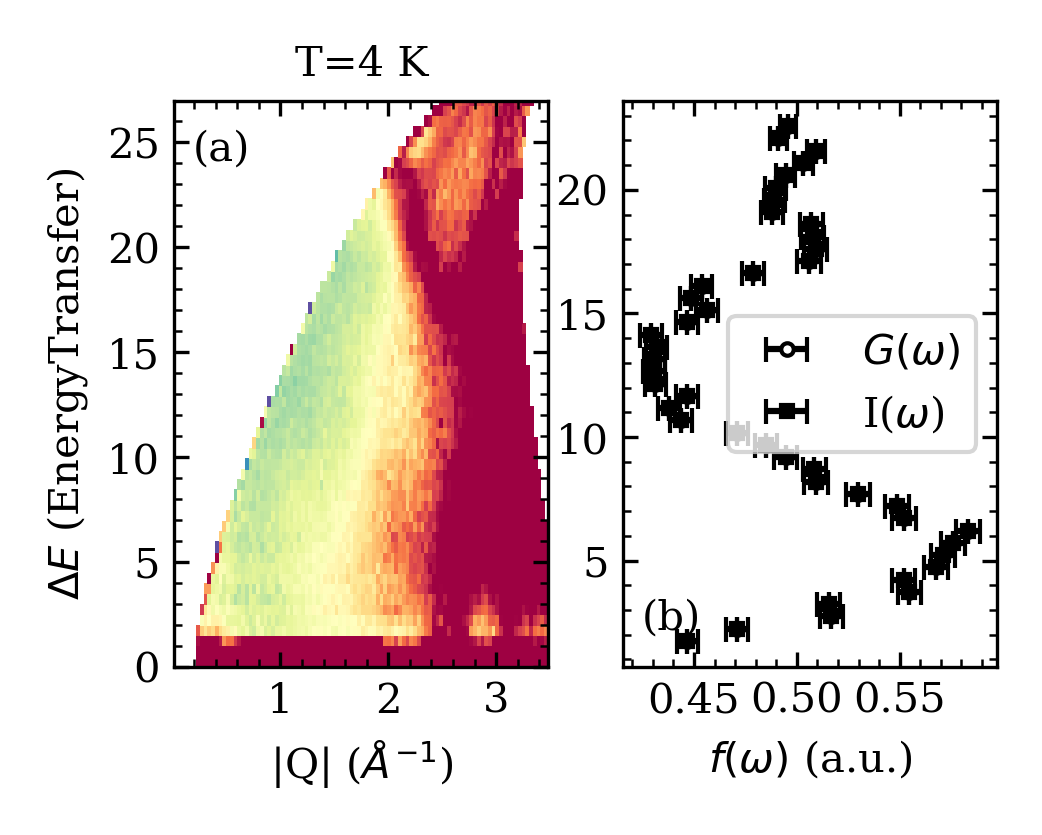 T=4 K
(a)
25
20
15
10
5
0
ΔE (EnergyTransfer)
1 2 3
|Q| (Å⁻¹)
20
15
10
5
G(ω)
I(ω)
(b)
0.45 0.50 0.55
f(ω) (a.u.)